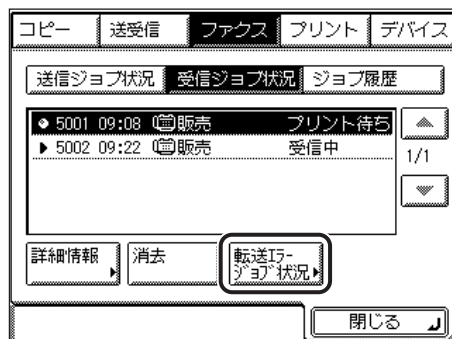 コピー 送受信 ファクス プリント デバイス
送信ジョブ状況 受信ジョブ状況 ジョブ履歴
5001 09:08 販売 プリント待ち
5002 09:22 販売 受信中
1/1
詳細情報 消去 転送エラー
ジョブ状況
閉じる